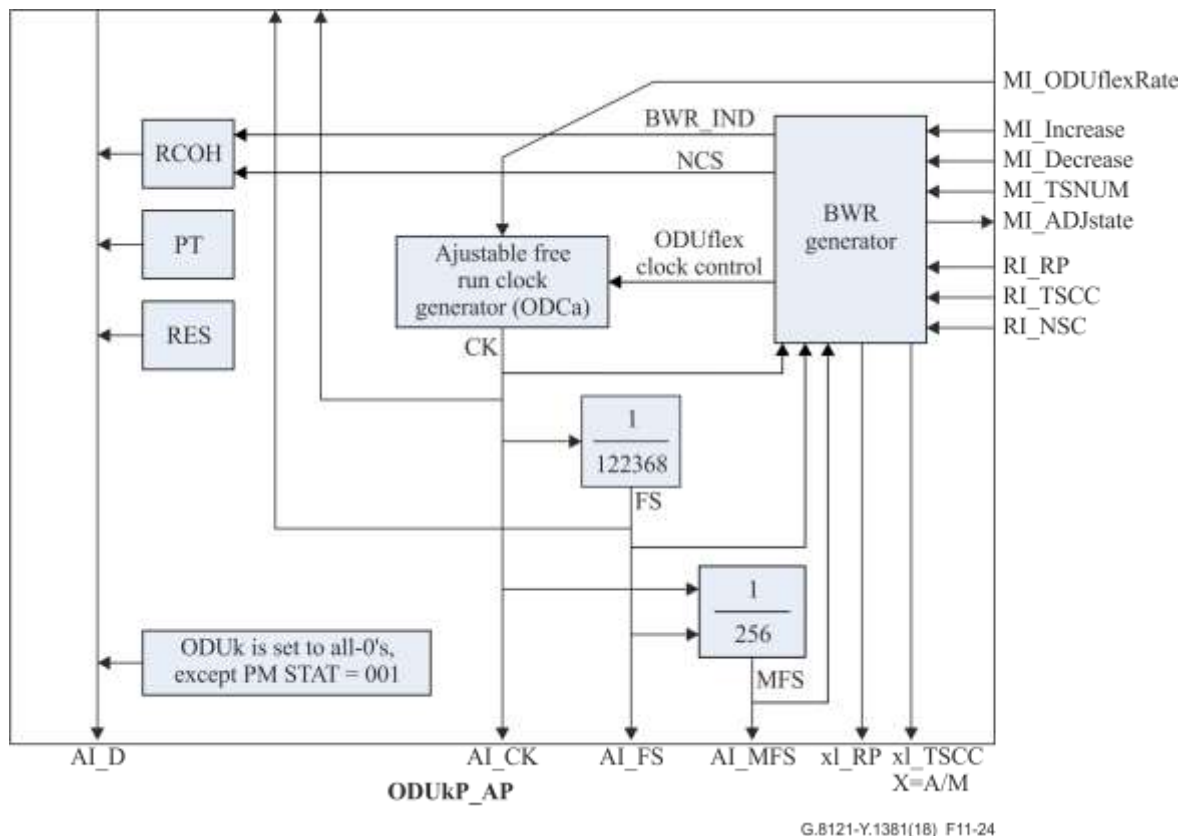 MI_ODUflexRate
BWR_IND
MI_Increase
RCOH
NCS
MI_Decrease
MI_TSNUM
BWR
generator
MI_ADJstate
PT
Ajustable free
run clock
generator (ODCa)
ODUflex
clock control
RI_RP
RI_TSCC
RI_NSC
RES
CK
1
122368
FS
1
256
ODUk is set to all-0's,
except PM STAT = 001
MFS
AI_D
AI_CK
AI_FS
AI_MFS
xl_RP
xl_TSCC
X=A/M
ODUkP_AP
G.8121-Y.1381(18)_F11-24